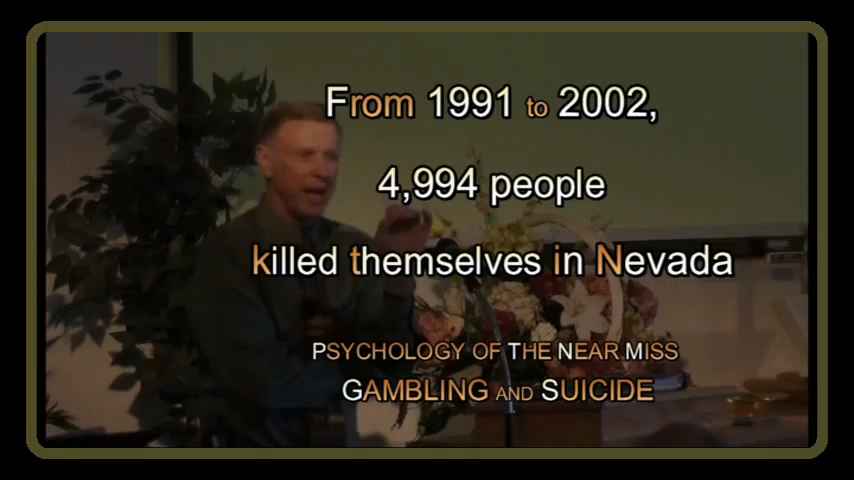 From 1991 to 2002,
4,994 people
killed themselves in Nevada
PSYCHOLOGY OF THE NEAR MISS
GAMBLING AND SUICIDE